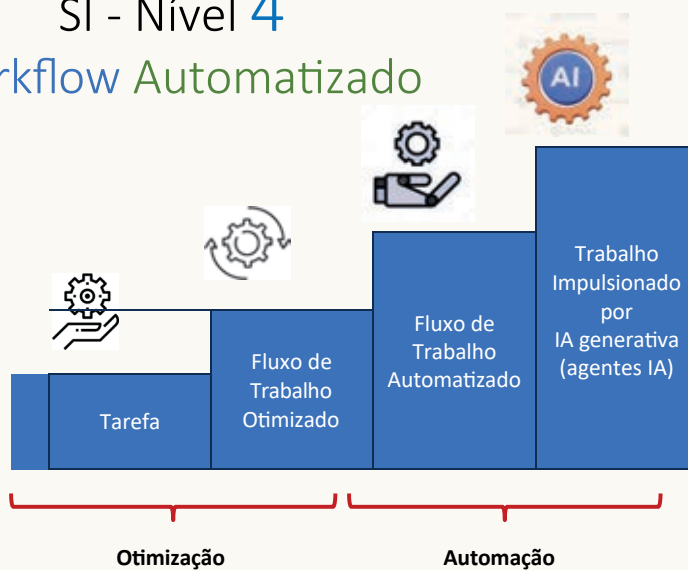 SI - Nível 4
rkflow Automatizado
AI
Trabalho
Impulsionado
por
IA generativa
(agentes IA)
Fluxo de
Trabalho
Automatizado
Fluxo de
Trabalho
Otimizado
Tarefa
Otimização
Automação